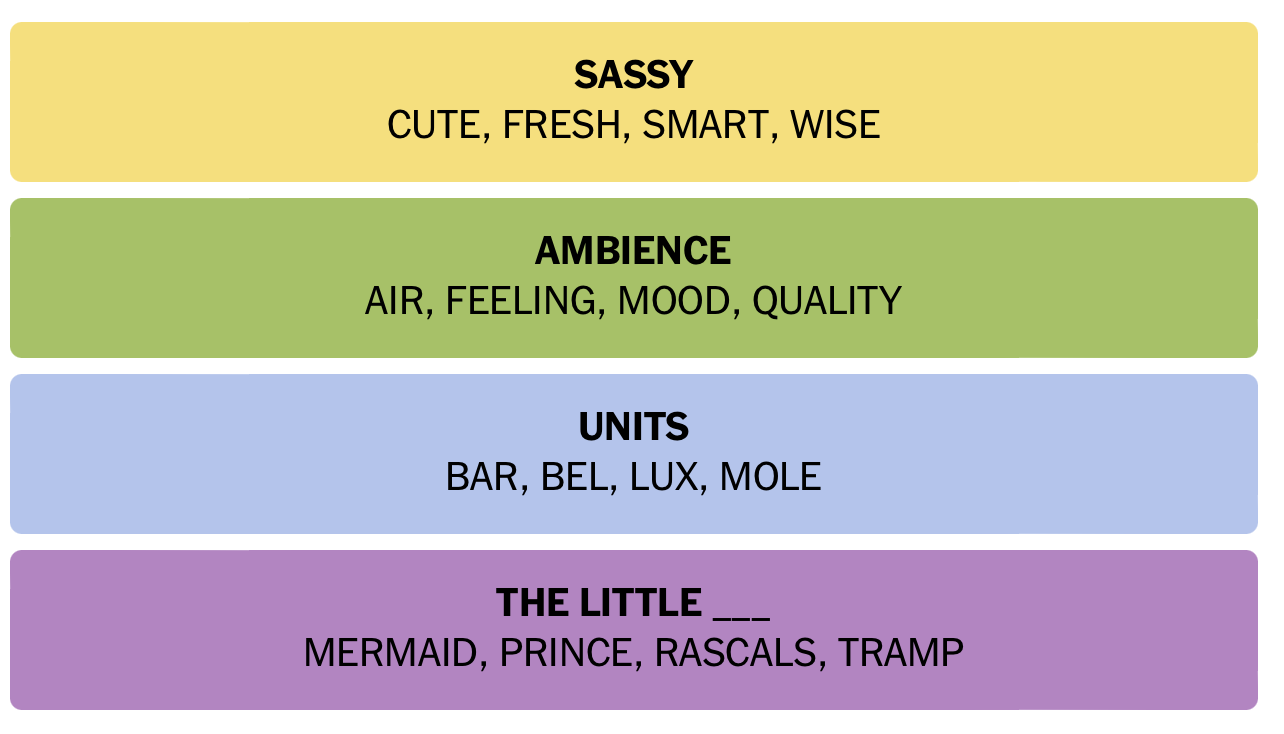 SASSY
CUTE, FRESH, SMART, WISE
AMBIENCE
AIR, FEELING, MOOD, QUALITY
UNITS
BAR, BEL, LUX, MOLE
THE LITTLE ___
MERMAID, PRINCE, RASCALS, TRAMP